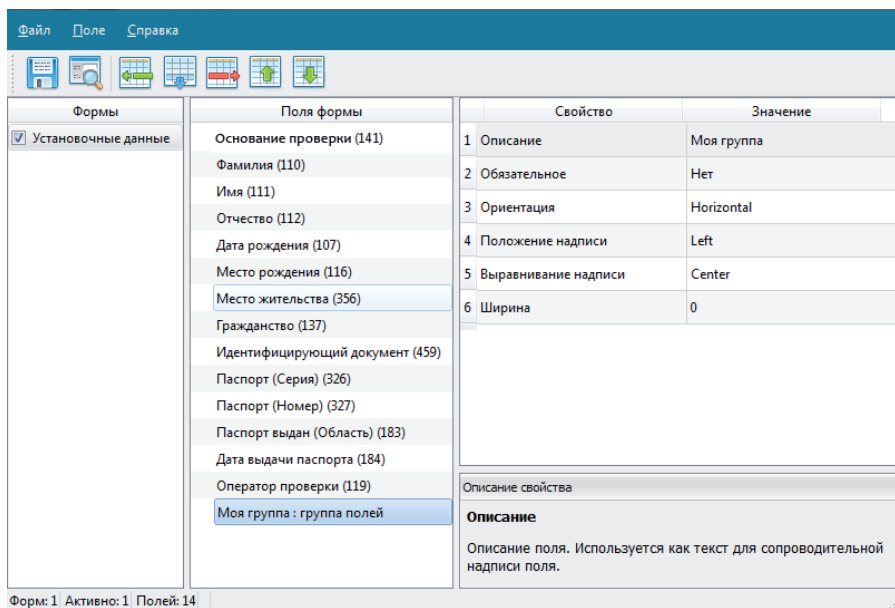 Файл Поле Справка
Формы
Установочные данные
Поля формы
Основание проверки (141)
Фамилия (110)
Имя (111)
Отчество (112)
Дата рождения (107)
Место рождения (116)
Место жительства (356)
Гражданство (137)
Идентифицирующий документ (459)
Паспорт (Серия) (326)
Паспорт (Номер) (327)
Паспорт выдан (Область) (183)
Дата выдачи паспорта (184)
Оператор проверки (119)
Моя группа : группа полей
Свойство Значение
1 Описание Моя группа
2 Обязательное Нет
3 Ориентация Horizontal
4 Положение надписи Left
5 Выравнивание надписи Center
6 Ширина 0
Описание свойства
Описание
Описание поля. Используется как текст для сопроводительной
надписи поля.
Форм: 1 Активно: 1 Полей: 14